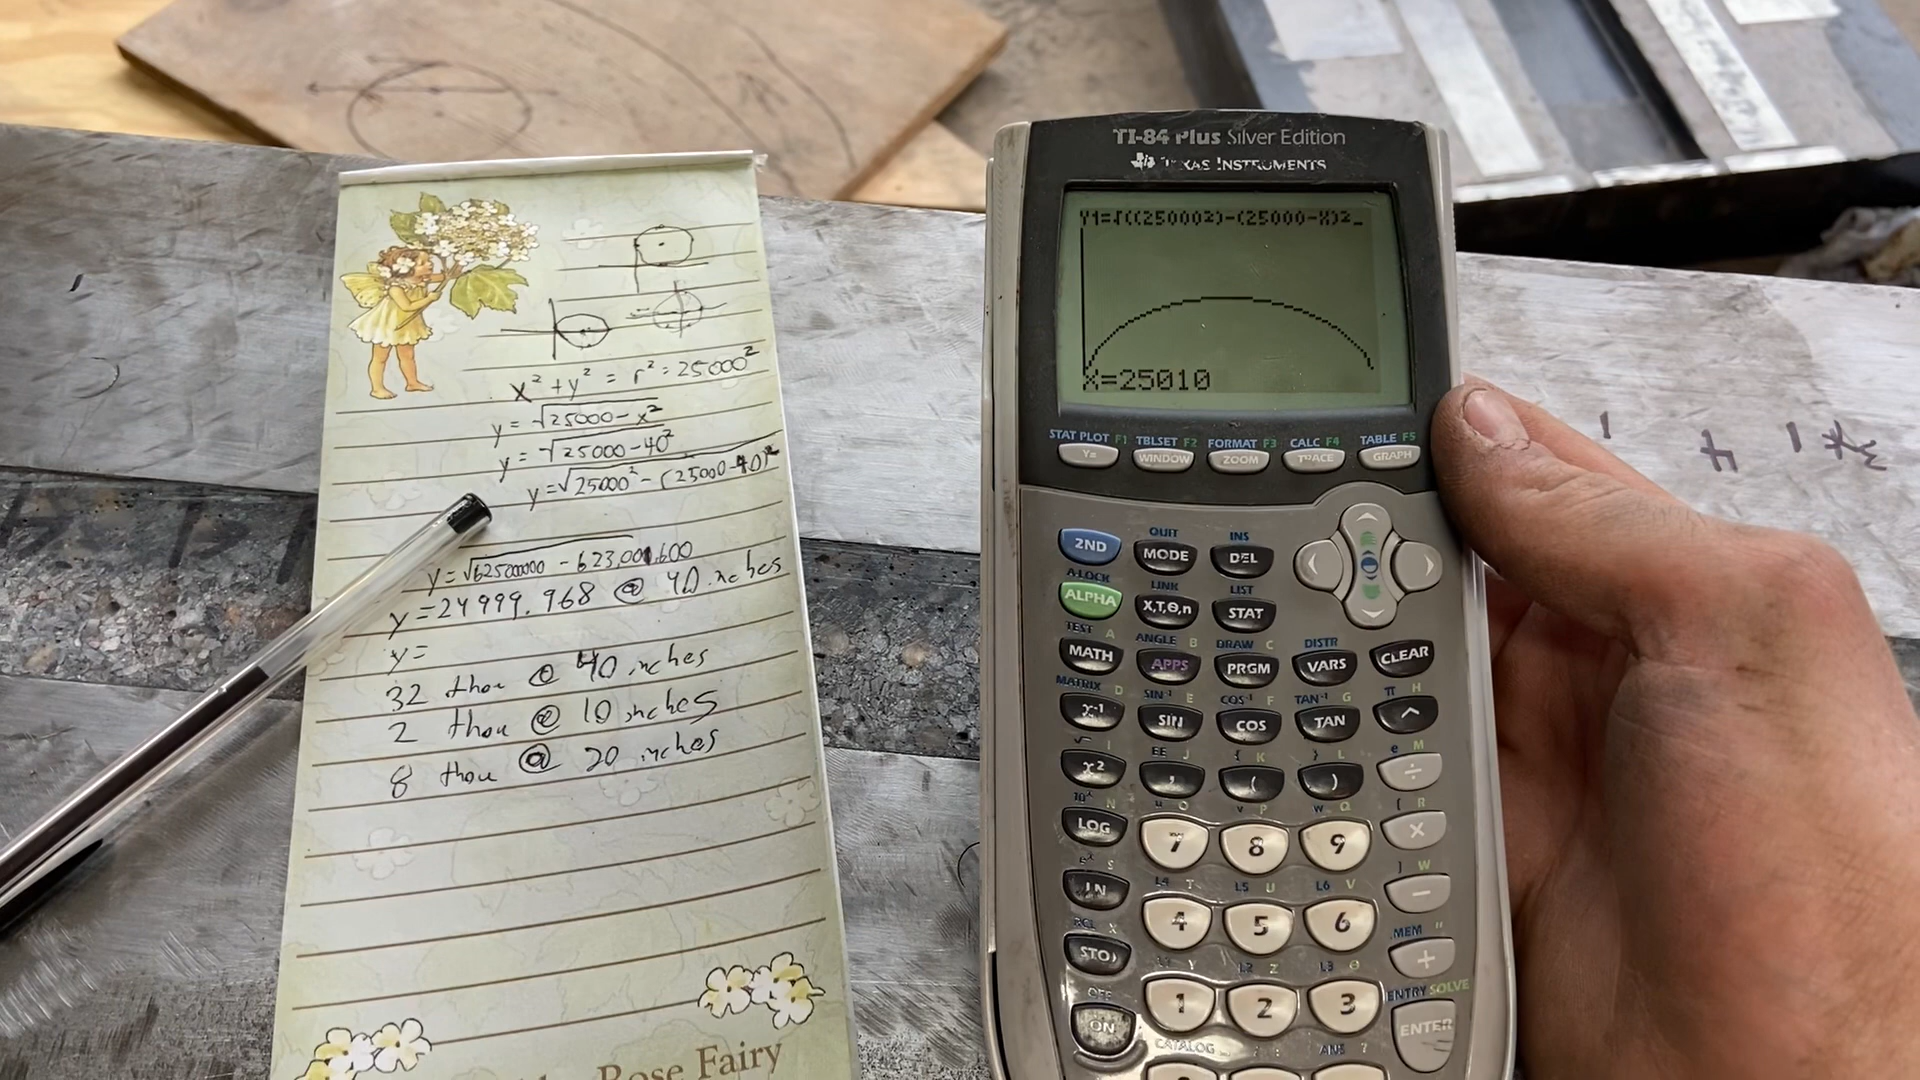 x² + y² = r² = 25000²
y = √25000 - x²
y = √25000 - 40²
y = √25000² - (25000-40)²
y = √62500000 - 623,001,600
y = 24999.968 @ 40 inches
y =
32 thou @ 40 inches
2 thou @ 10 inches
8 thou @ 20 inches
Rose Fairy
TI-84 Plus Silver Edition
TEXAS INSTRUMENTS
Y1=√((25000²)-(25000-X)²
X=25010
STAT PLOT F1 TBLSET F2 FORMAT F3 CALC F4 TABLE F5
Y= WINDOW ZOOM TRACE GRAPH
QUIT INS
2ND MODE DEL
A-LOCK LINK LIST
ALPHA X,T,θ,n STAT
TEST A ANGLE B DRAW C DISTR
MATH APPS PRGM VARS CLEAR
MATRIX D SIN⁻¹ E COS⁻¹ F TAN⁻¹ G π H
x⁻¹ SIN COS TAN ^
√ I EE J { K } L e M
x² , ( ) ÷
10ˣ N u O v P w Q [ R
LOG 7 8 9 ×
eˣ S L4 T L5 U L6 V ] W
LN 4 5 6 −
RCL X L1 Y L2 Z L3 θ MEM "
STO› 1 2 3 +
OFF ENTRY SOLVE
ON ENTER
CATALOG : ANS ?